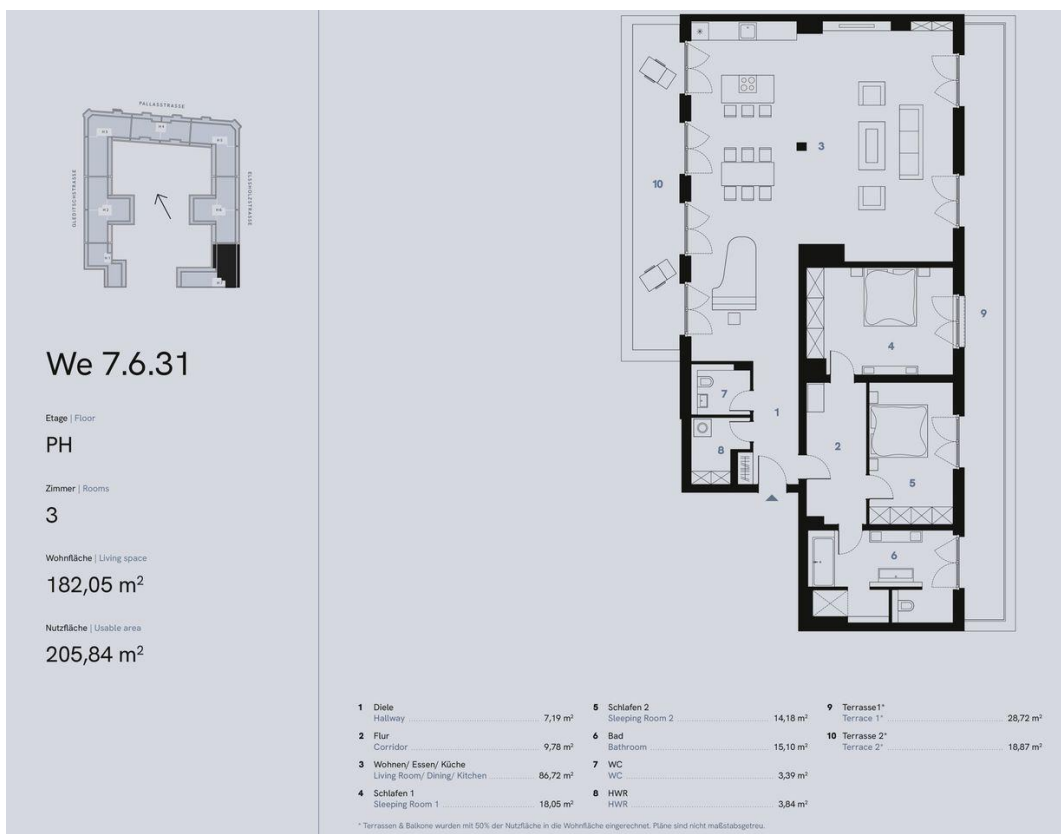 PALLASSTRASSE
GLEDITSCHSTRASSE
ELSSHOLZSTRASSE
We 7.6.31
Etage | Floor
PH
Zimmer | Rooms
3
Wohnfläche | Living space
182,05 m²
Nutzfläche | Usable area
205,84 m²
3
10
9
4
7
1
2
8
5
6
1 Diele
Hallway 7,19 m²
2 Flur
Corridor 9,78 m²
3 Wohnen/ Essen/ Küche
Living Room/ Dining/ Kitchen 86,72 m²
4 Schlafen 1
Sleeping Room 1 18,05 m²
5 Schlafen 2
Sleeping Room 2 14,18 m²
6 Bad
Bathroom 15,10 m²
7 WC
WC 3,39 m²
8 HWR
HWR 3,84 m²
9 Terrasse1*
Terrace 1* 28,72 m²
10 Terrasse 2*
Terrace 2* 18,87 m²
* Terrassen & Balkone wurden mit 50% der Nutzfläche in die Wohnfläche eingerechnet. Pläne sind nicht maßstabsgetreu.